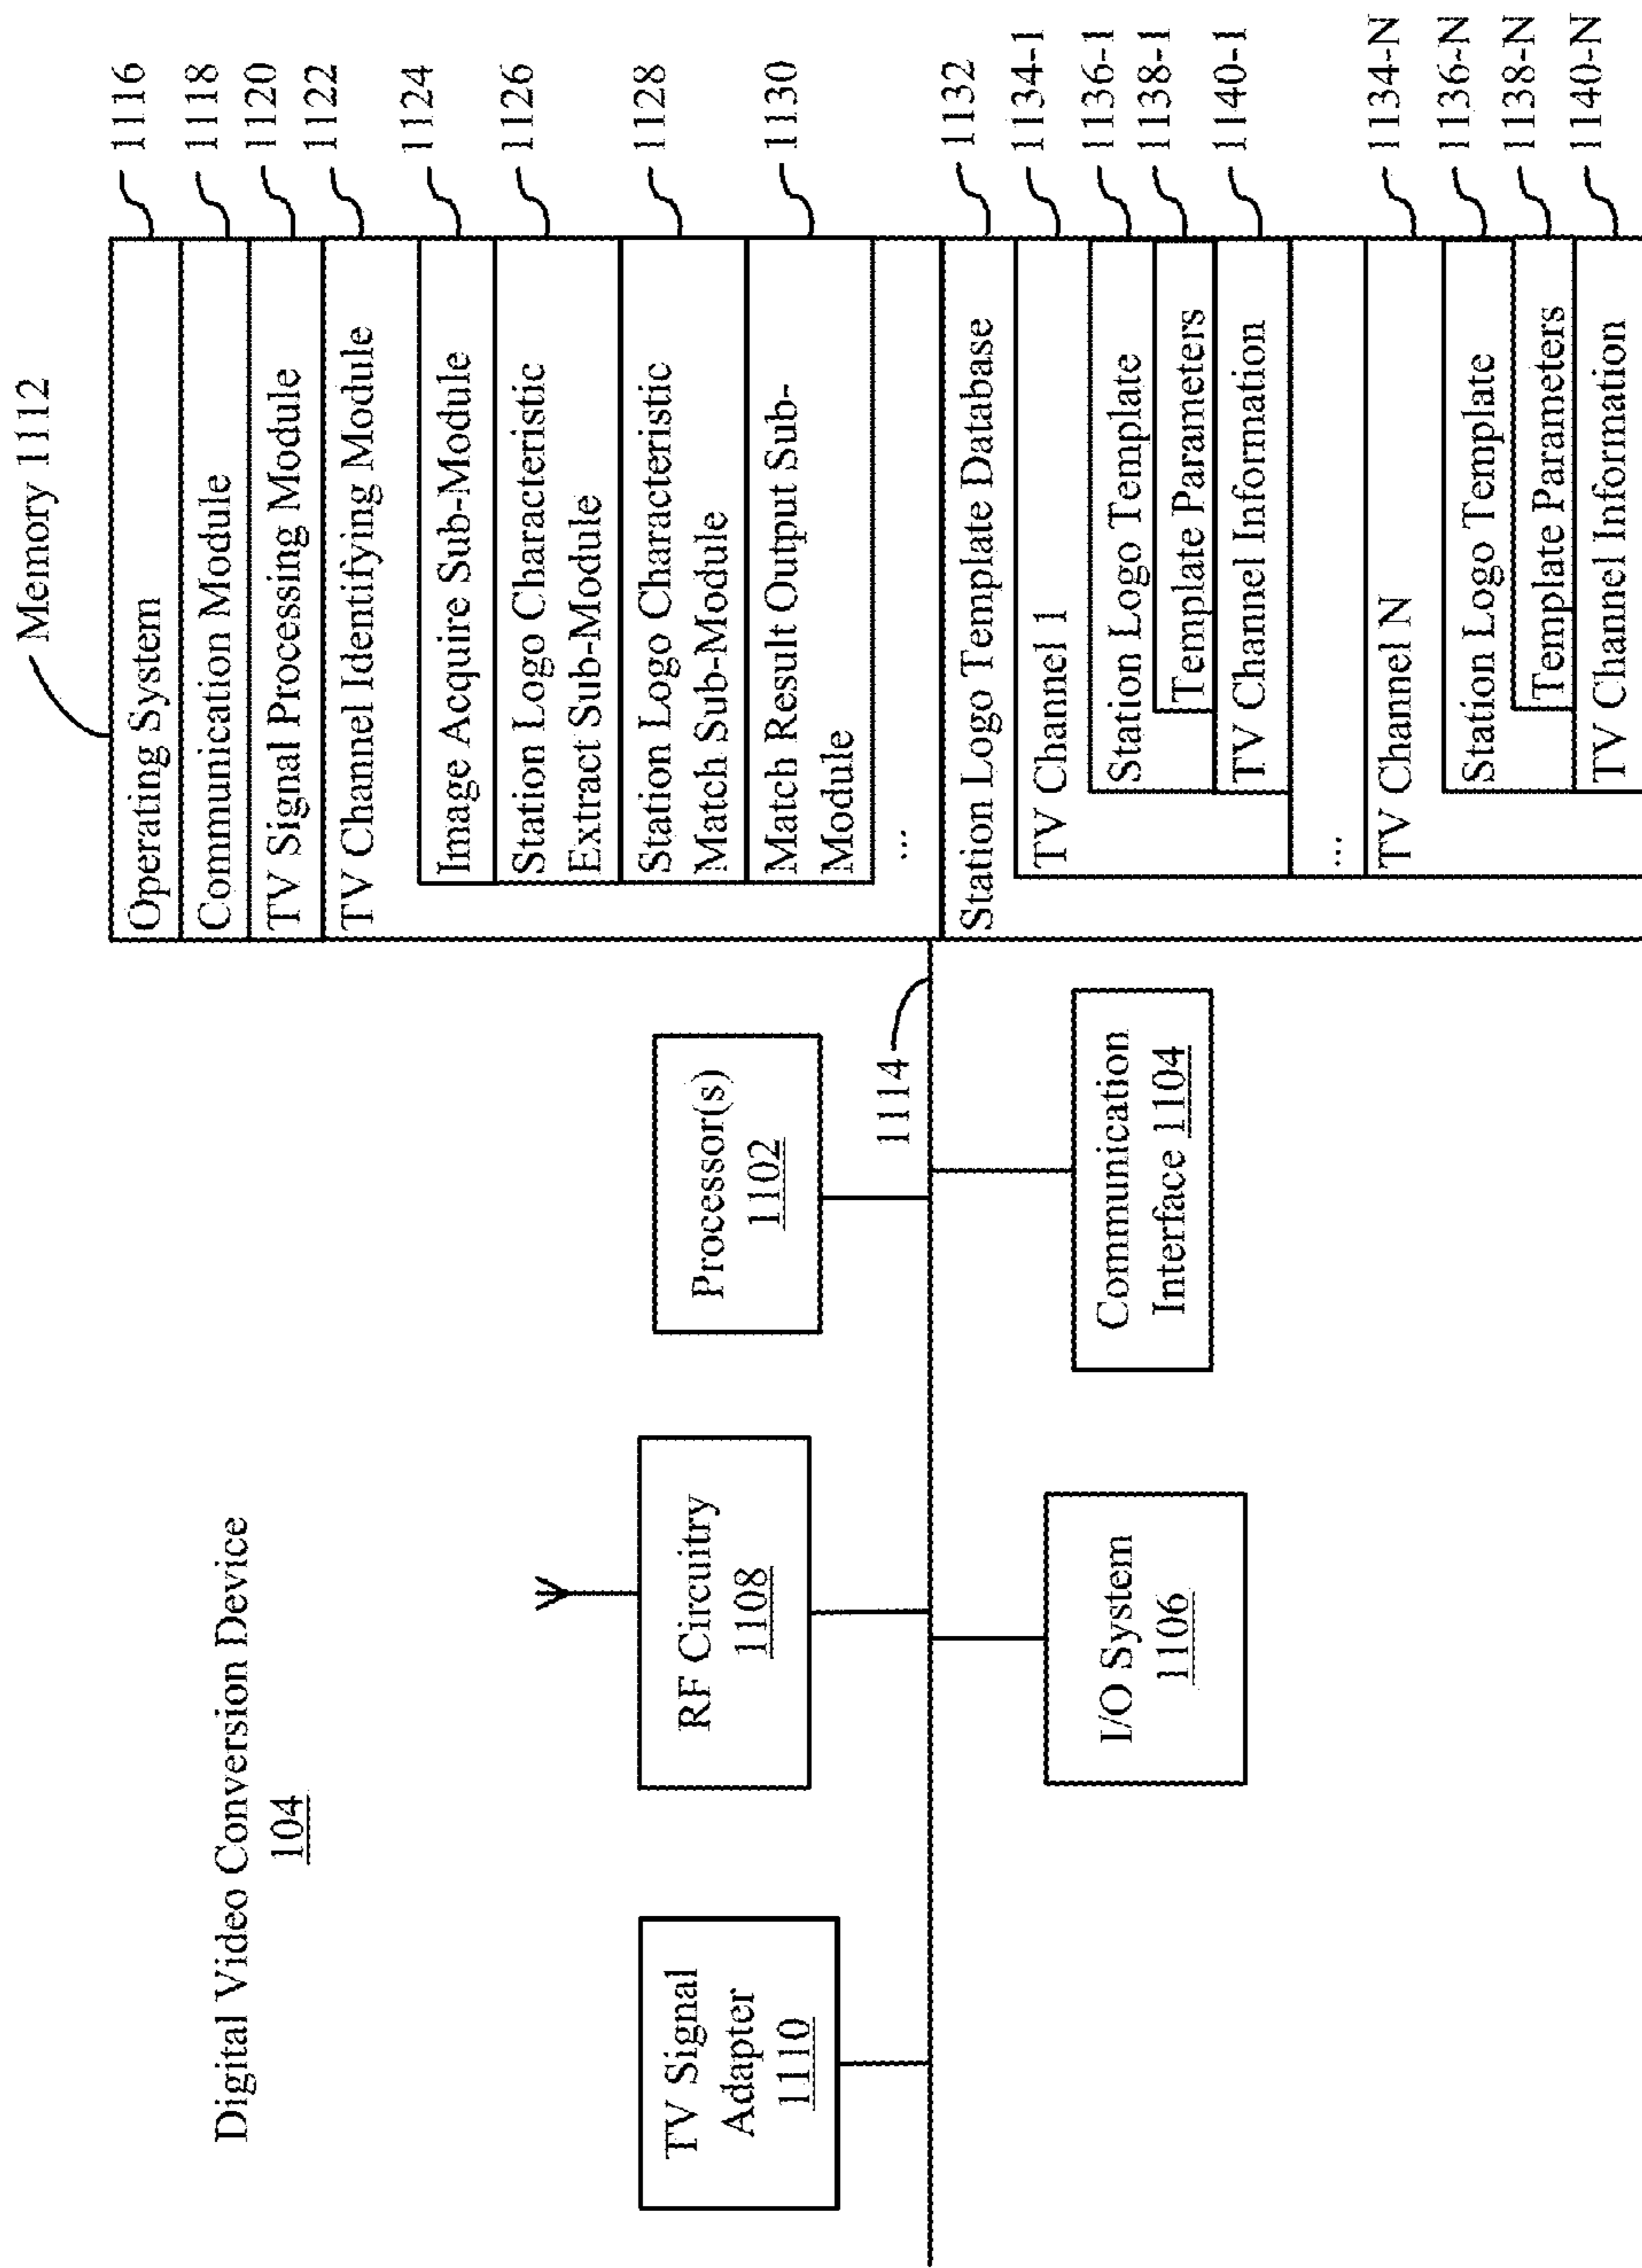 Digital Video Conversion Device
104
TV Signal
Adapter
1110
RF Circuitry
1108
Processor(s)
1102
I/O System
1106
Communication
Interface 1104
1114
Memory 1112
Operating System
1116
Communication Module
1118
TV Signal Processing Module
1120
TV Channel Identifying Module
1122
Image Acquire Sub-Module
1124
Station Logo Characteristic
Extract Sub-Module
1126
Station Logo Characteristic
Match Sub-Module
1128
Match Result Output Sub-
Module
1130
...
Station Logo Template Database
1132
TV Channel 1
1134-1
Station Logo Template
1136-1
Template Parameters
1138-1
TV Channel Information
1140-1
...
TV Channel N
1134-N
Station Logo Template
1136-N
Template Parameters
1138-N
TV Channel Information
1140-N